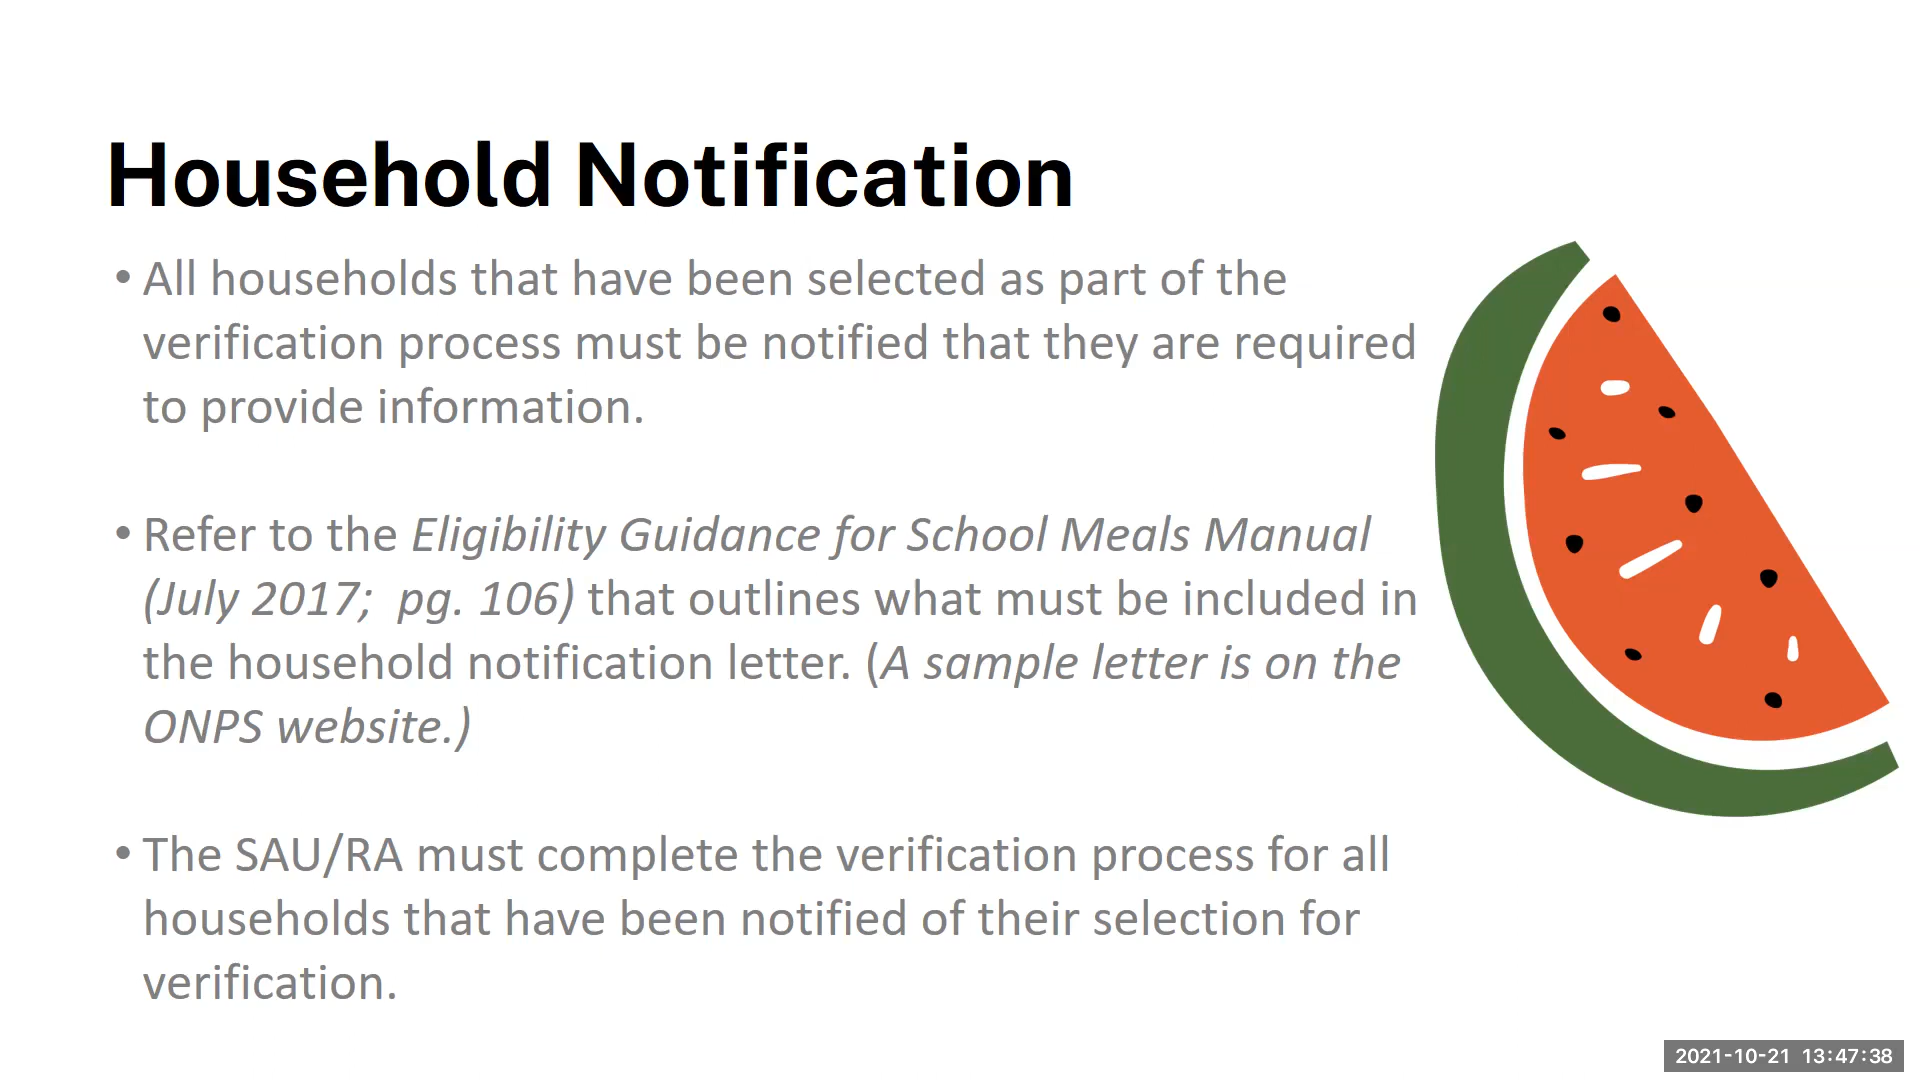 Household Notification
• All households that have been selected as part of the
verification process must be notified that they are required
to provide information.
• Refer to the Eligibility Guidance for School Meals Manual
(July 2017;  pg. 106) that outlines what must be included in
the household notification letter. (A sample letter is on the
ONPS website.)
• The SAU/RA must complete the verification process for all
households that have been notified of their selection for
verification.
2021-10-21 13:47:38